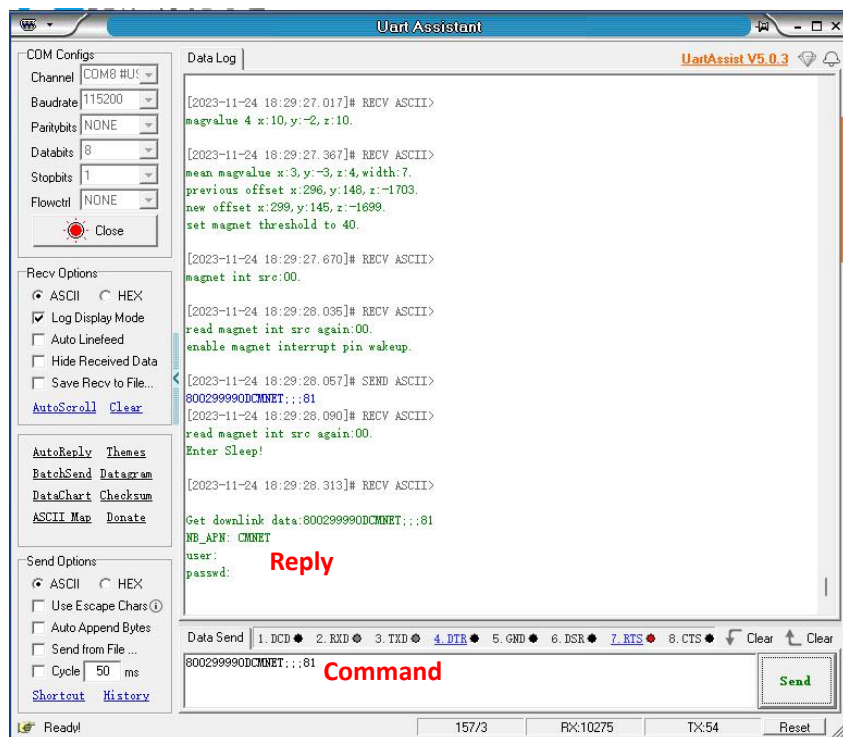 Uart Assistant
COM Configs
Channel COM8 #US
Baudrate 115200
Paritybits NONE
Databits 8
Stopbits 1
Flowctrl NONE
Close
Recv Options
ASCII HEX
Log Display Mode
Auto Linefeed
Hide Received Data
Save Recv to File...
AutoScroll Clear
AutoReply Themes
BatchSend Datagram
DataChart Checksum
ASCII Map Donate
Send Options
ASCII HEX
Use Escape Chars
Auto Append Bytes
Send from File ...
Cycle 50 ms
Shortcut History
Data Log
UartAssist V5.0.3
[2023-11-24 18:29:27.017]# RECV ASCII>
magvalue 4 x:10,y:-2,z:10.
[2023-11-24 18:29:27.367]# RECV ASCII>
mean magvalue x:3,y:-3,z:4,width:7.
previous offset x:296,y:148,z:-1703.
new offset x:299,y:145,z:-1699.
set magnet threshold to 40.
[2023-11-24 18:29:27.670]# RECV ASCII>
magnet int src:00.
[2023-11-24 18:29:28.035]# RECV ASCII>
read magnet int src again:00.
enable magnet interrupt pin wakeup.
[2023-11-24 18:29:28.057]# SEND ASCII>
800299990DCMNET;;;81
[2023-11-24 18:29:28.090]# RECV ASCII>
read magnet int src again:00.
Enter Sleep!
[2023-11-24 18:29:28.313]# RECV ASCII>
Get downlink data:800299990DCMNET;;;81
NB_APN: CMNET
user:
passwd:
Reply
Data Send 1. DCD 2. RXD 3. TXD 4. DTR 5. GND 6. DSR 7. RTS 8. CTS Clear Clear
800299990DCMNET;;;81
Command
Send
Ready! 157/3 RX:10275 TX:54 Reset